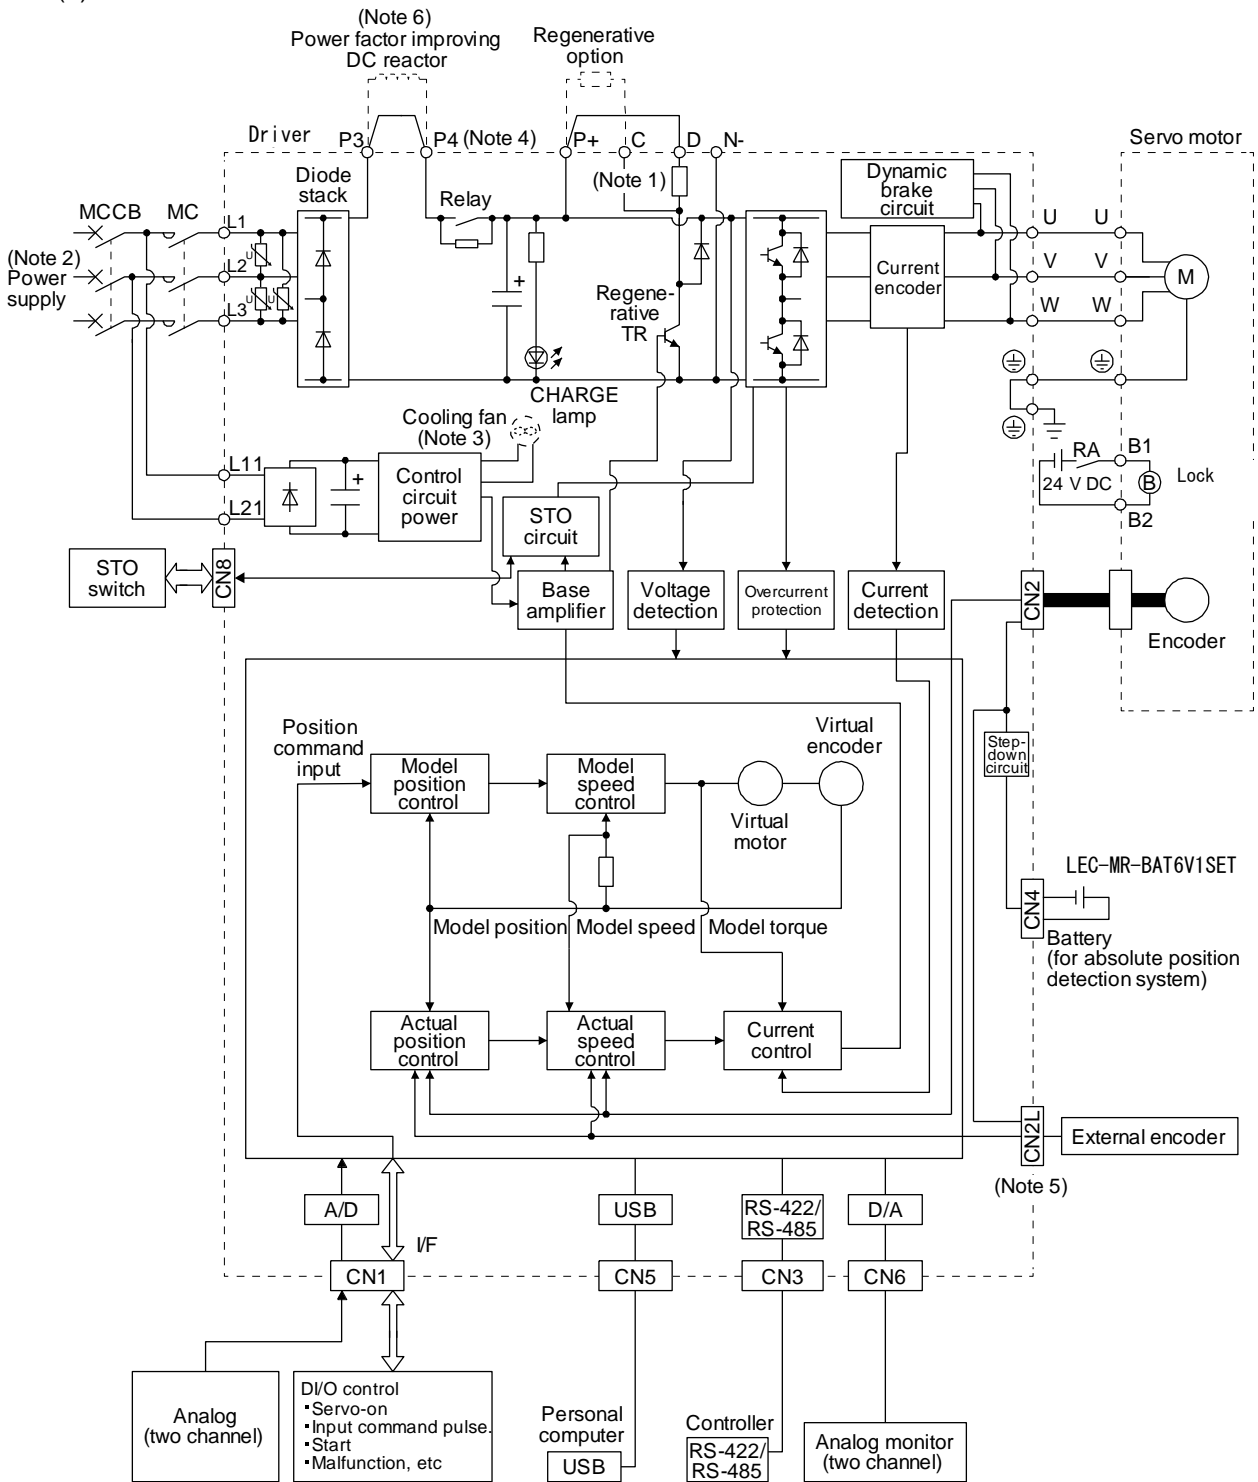 (Note 6)
Power factor improving
DC reactor
Regenerative
option
Driver
P3
P4 (Note 4)
P+
C
D
N-
Servo motor
Diode
stack
Relay
(Note 1)
Dynamic
brake
circuit
MCCB
MC
L1
L2
L3
U
U
U
(Note 2)
Power
supply
+
Regene-
rative
TR
Current
encoder
U
U
V
V
W
W
M
CHARGE
lamp
Cooling fan
(Note 3)
L11
L21
+
Control
circuit
power
STO
circuit
RA
24 V DC
B1
B
B2
Lock
STO
switch
CN8
Base
amplifier
Voltage
detection
Overcurrent
protection
Current
detection
CN2
Encoder
Position
command
input
Virtual
encoder
Step-
down
circuit
Model
position
control
Model
speed
control
Virtual
motor
LEC-MR-BAT6V1SET
CN4
Battery
(for absolute position
detection system)
Model position
Model speed
Model torque
Actual
position
control
Actual
speed
control
Current
control
CN2L
External encoder
(Note 5)
A/D
I/F
USB
RS-422/
RS-485
D/A
CN1
CN5
CN3
CN6
Analog
(two channel)
DI/O control
▪Servo-on
▪Input command pulse.
▪Start
▪Malfunction, etc
Personal
computer
USB
Controller
RS-422/
RS-485
Analog monitor
(two channel)